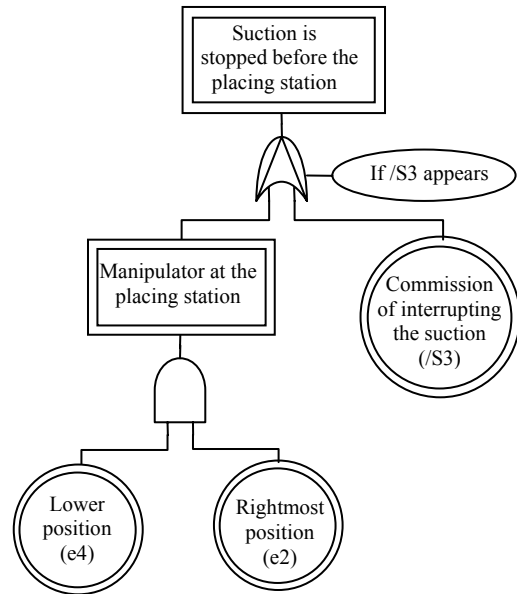 Suction is
stopped before the
placing station
If /S3 appears
Manipulator at the
placing station
Commission
of interrupting
the suction
(/S3)
Lower
position
(e4)
Rightmost
position
(e2)